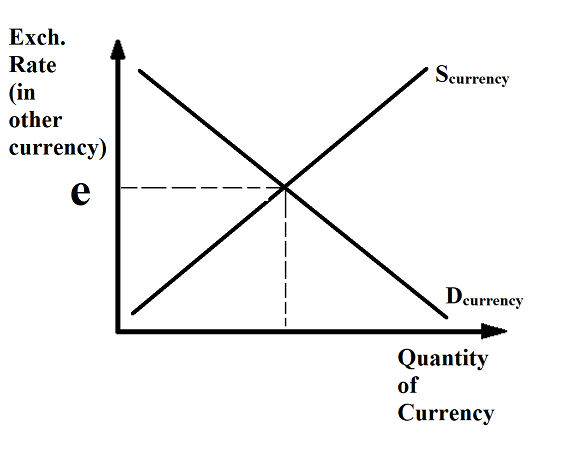 Exch.
Rate
(in
other
currency)
Scurrency
e
Dcurrency
Quantity
of
Currency